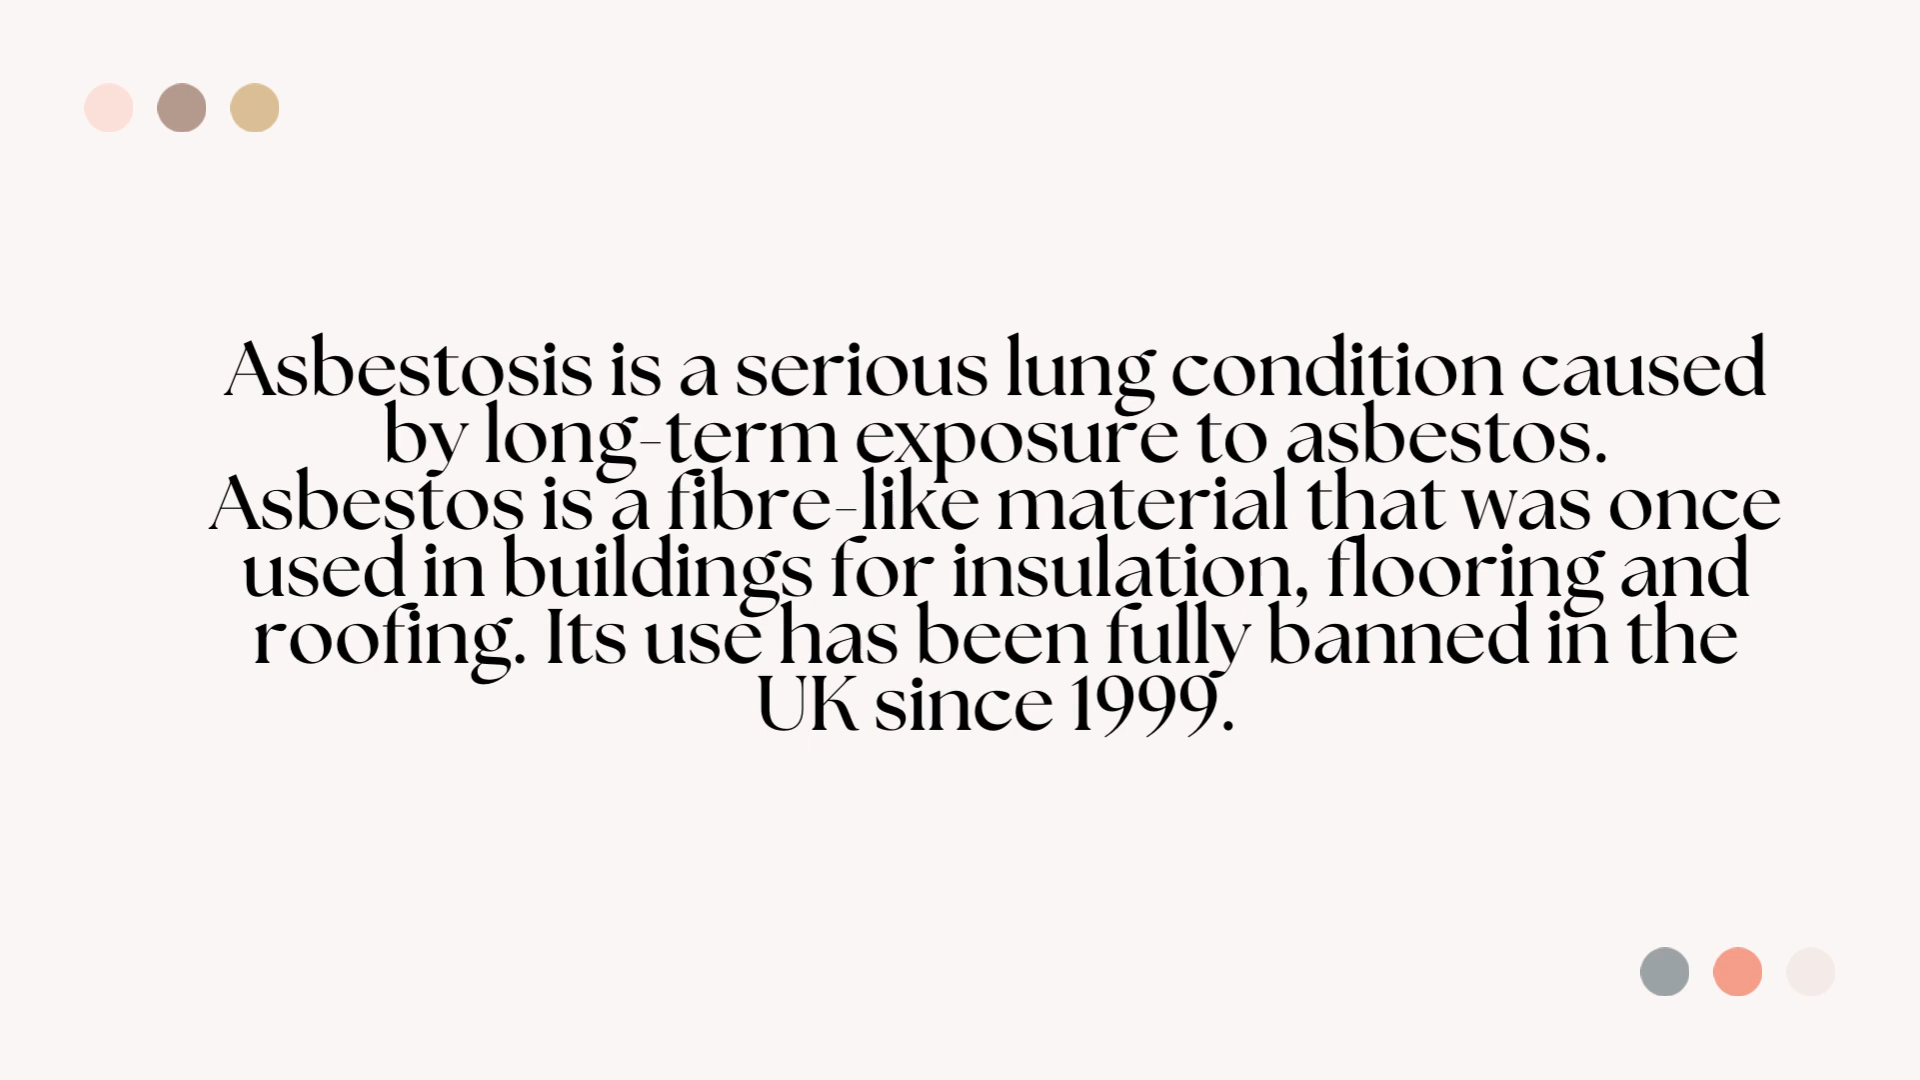 Asbestosis is a serious lung condition caused
by long-term exposure to asbestos.
Asbestos is a fibre-like material that was once
used in buildings for insulation, flooring and
roofing. Its use has been fully banned in the
UK since 1999.